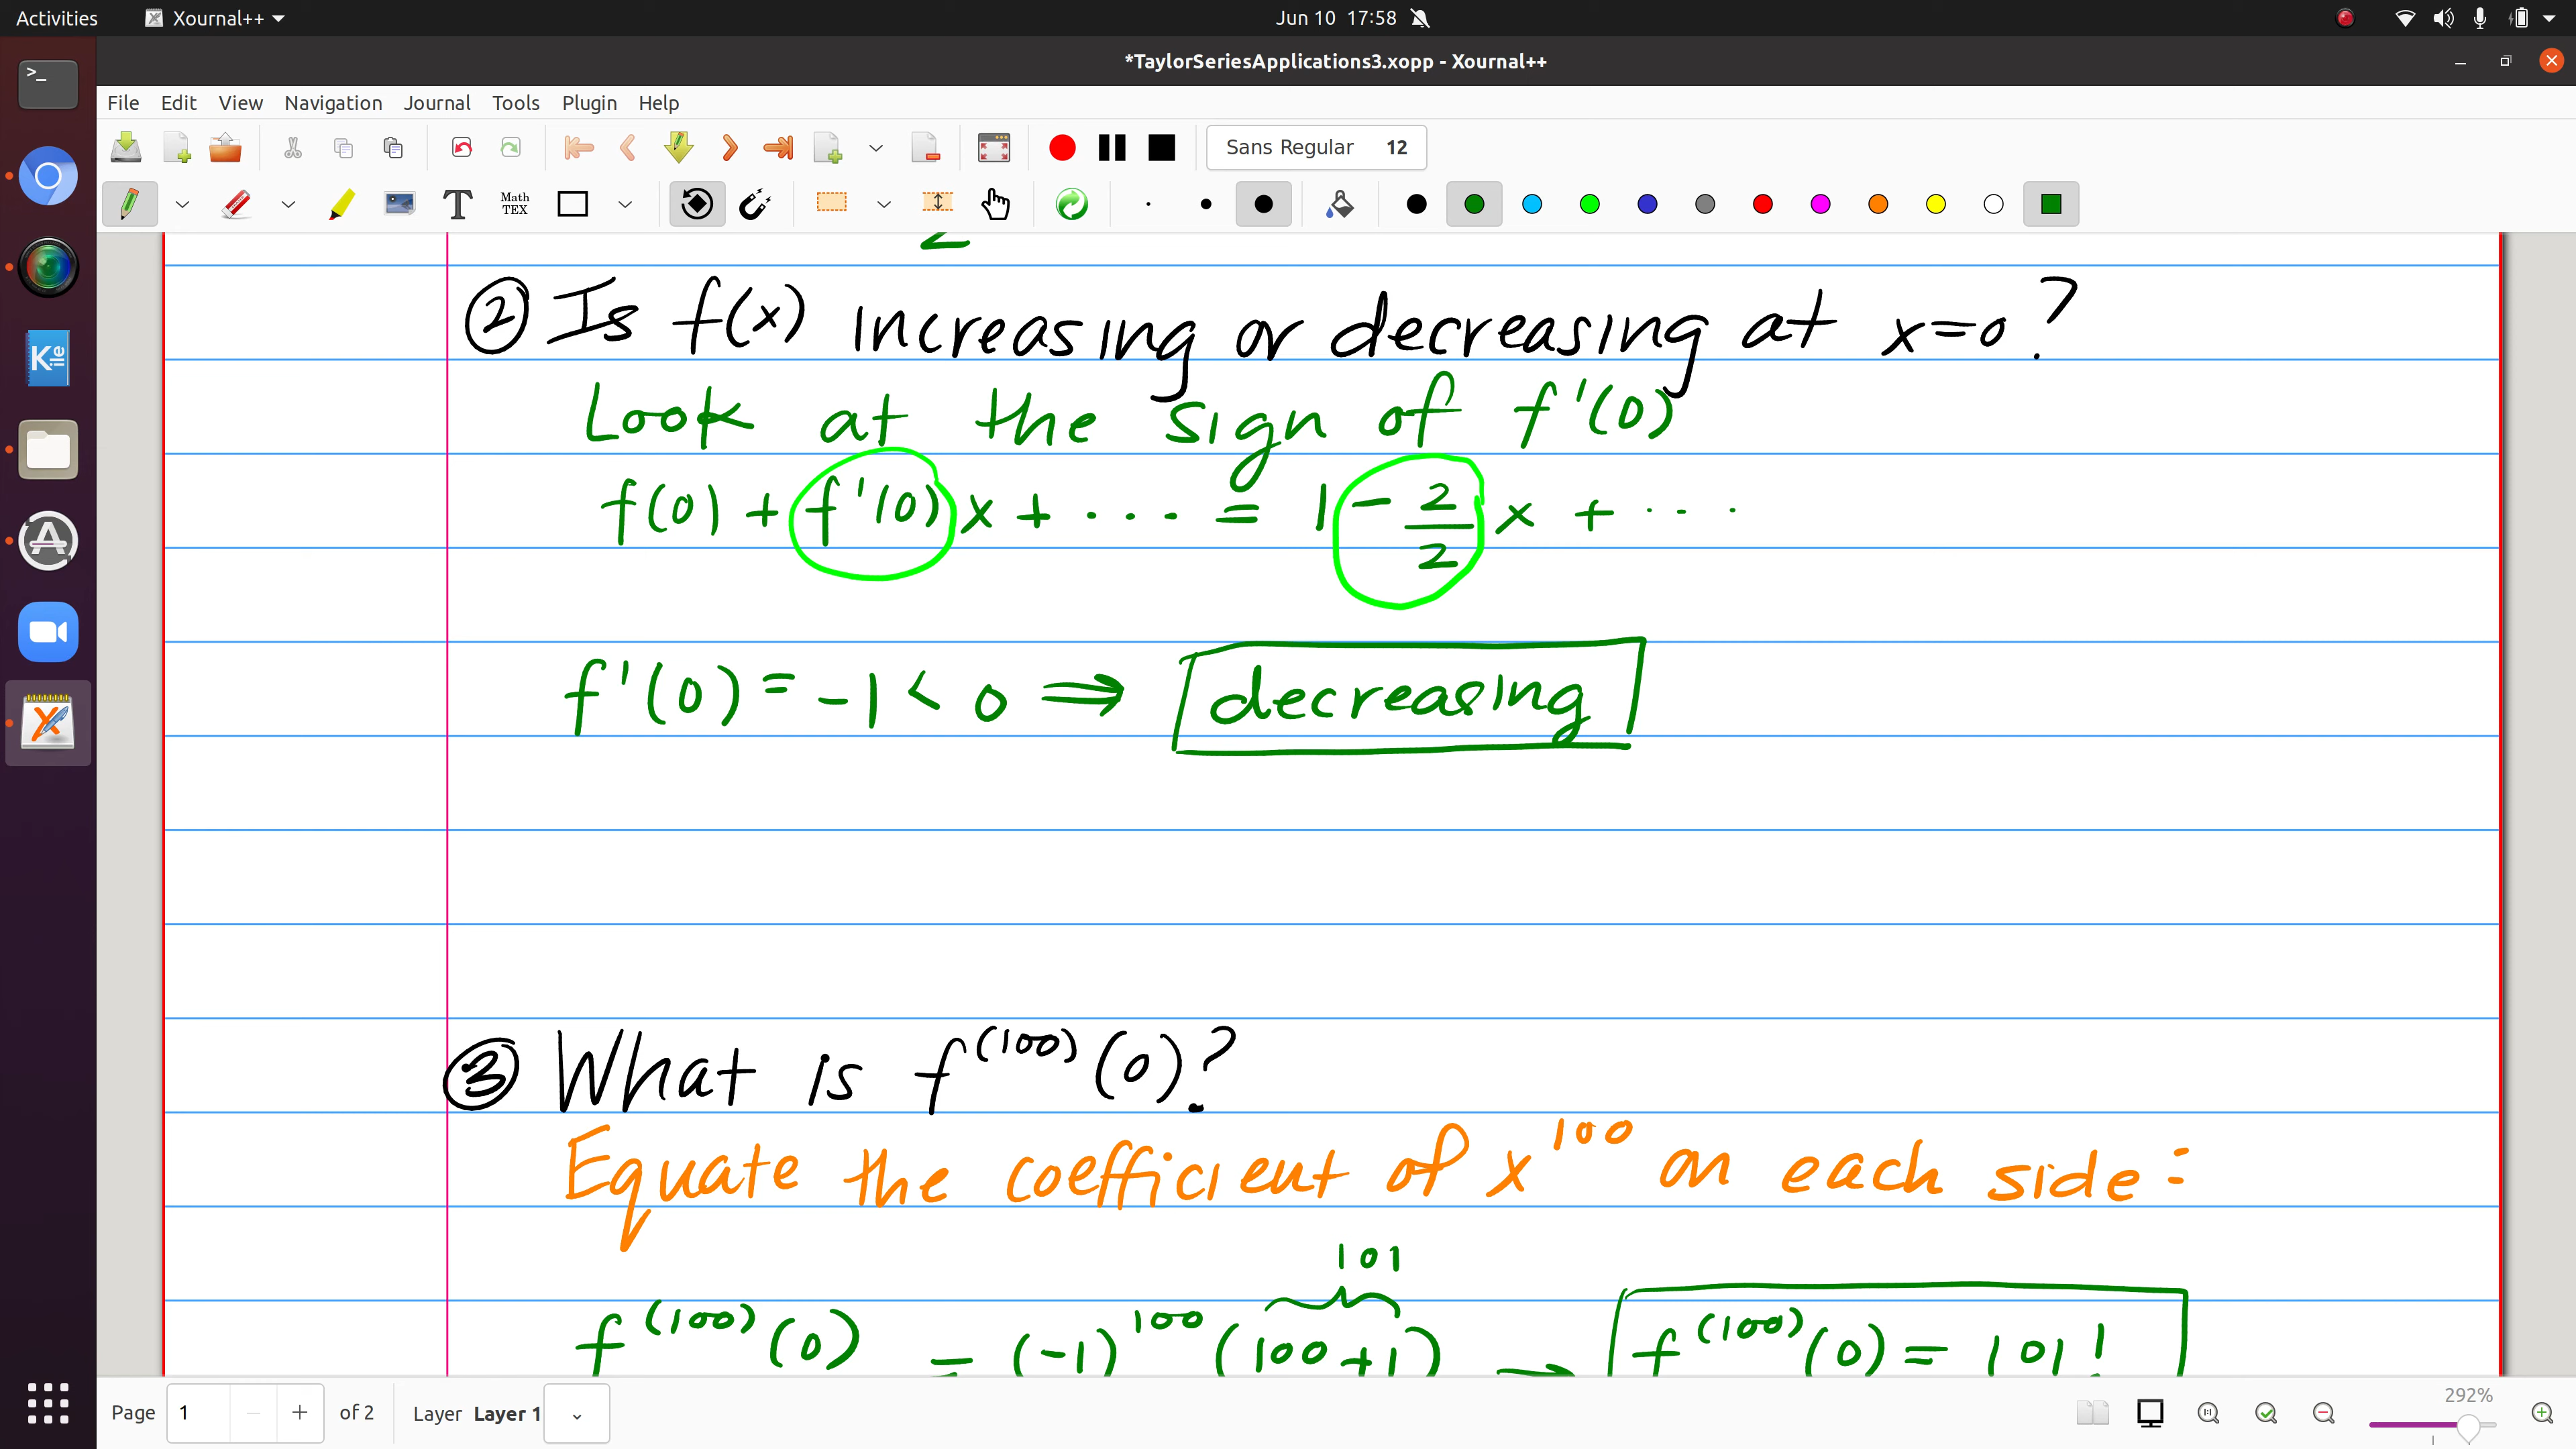 Activities Xournal++ Jun 10 17:58
*TaylorSeriesApplications3.xopp - Xournal++
File Edit View Navigation Journal Tools Plugin Help
Sans Regular 12
T Math TEX
② Is f(x) increasing or decreasing at x=0?
Look at the sign of f'(0)
f(0) + f'(0)x + ... = 1 - 2/2 x + ...
f'(0) = -1 < 0 ⇒ decreasing
③ What is f^(100)(0)?
Equate the coefficient of x^100 on each side:
101
f^(100)(0) = (-1)^100 (100+1) ⇒ f^(100)(0) = 101!
Page 1 of 2 Layer Layer 1 292%